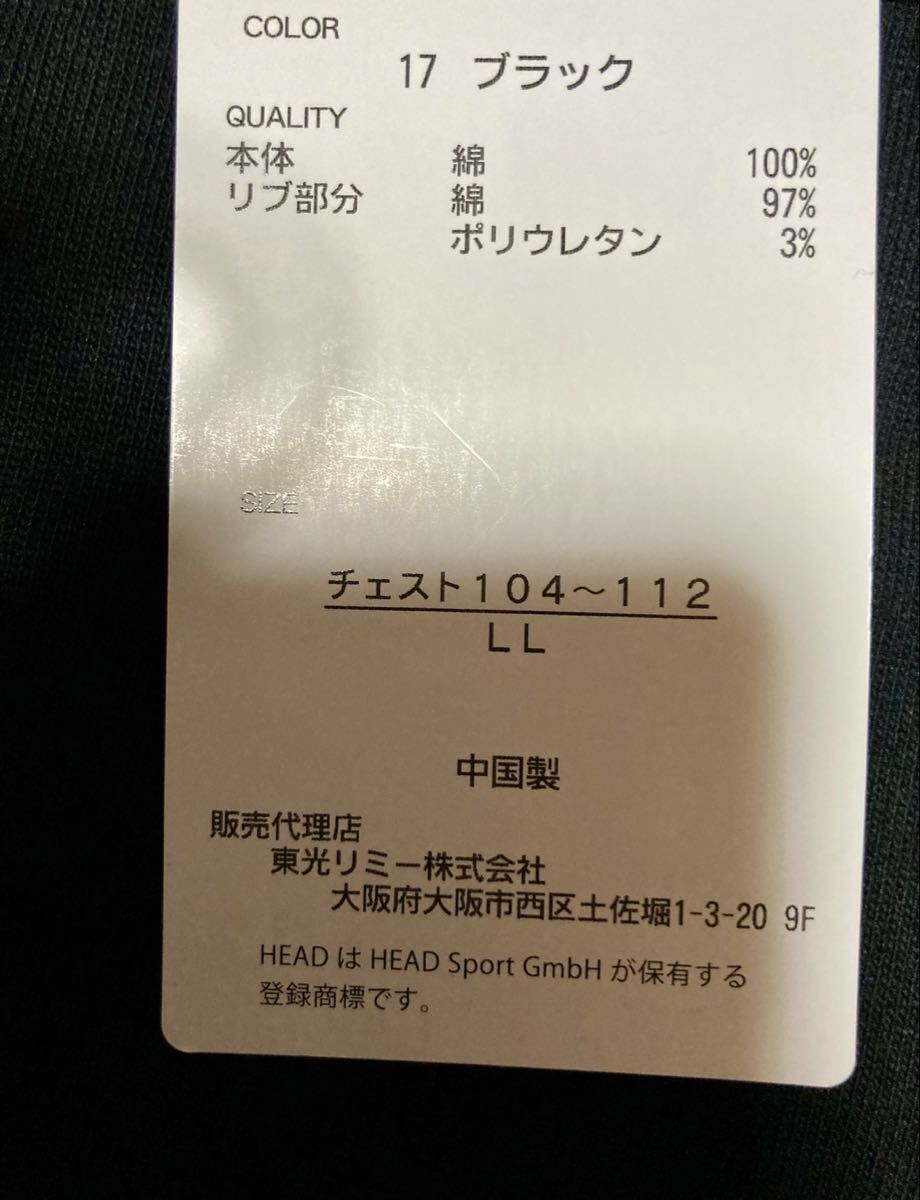 COLOR
17 ブラック
QUALITY
本体 綿 100%
リブ部分 綿 97%
ポリウレタン 3%
SIZE
チェスト104～112
LL
中国製
販売代理店
東光リミー株式会社
大阪府大阪市西区土佐堀1-3-20 9F
HEAD は HEAD Sport GmbH が保有する
登録商標です。